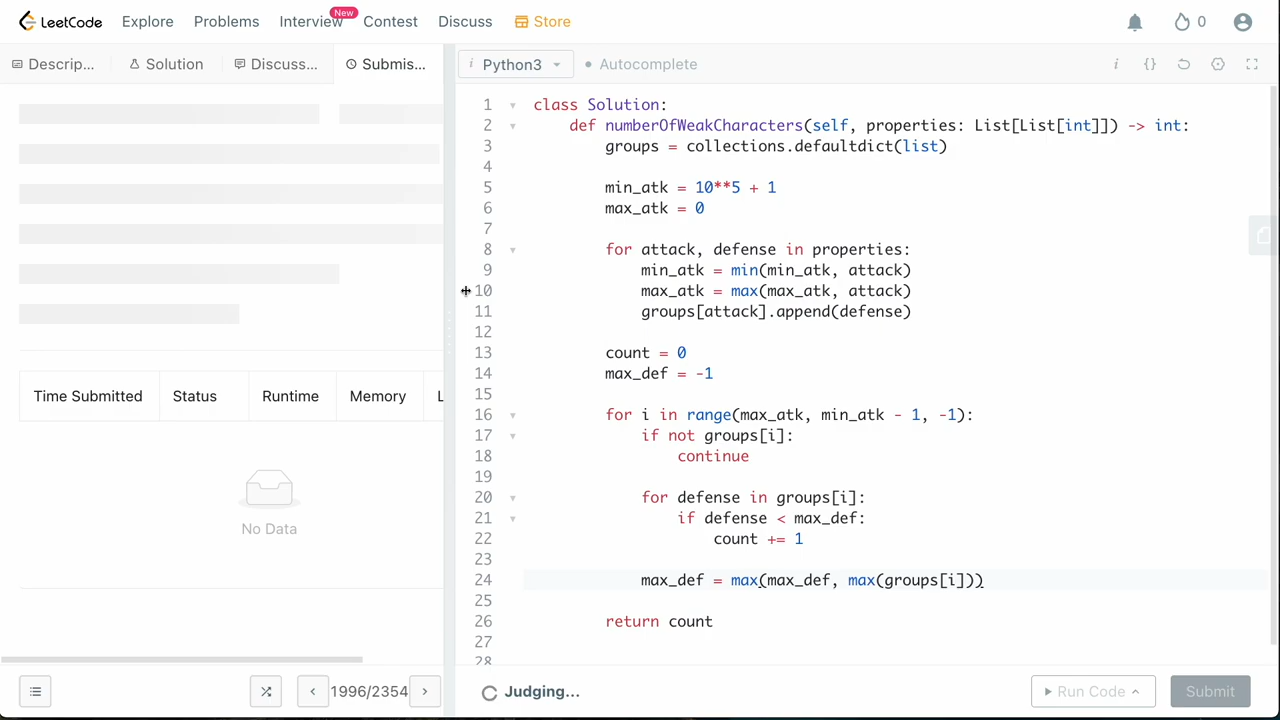 LeetCode Explore Problems Interview New Contest Discuss Store 0
Descrip... Solution Discuss... Submis... i Python3 Autocomplete i {}
1 class Solution:
2 def numberOfWeakCharacters(self, properties: List[List[int]]) -> int:
3 groups = collections.defaultdict(list)
4
5 min_atk = 10**5 + 1
6 max_atk = 0
7
8 for attack, defense in properties:
9 min_atk = min(min_atk, attack)
10 max_atk = max(max_atk, attack)
11 groups[attack].append(defense)
12
13 count = 0
14 max_def = -1
15
16 for i in range(max_atk, min_atk - 1, -1):
17 if not groups[i]:
18 continue
19
20 for defense in groups[i]:
21 if defense < max_def:
22 count += 1
23
24 max_def = max(max_def, max(groups[i]))
25
26 return count
27
28
Time Submitted Status Runtime Memory L
No Data
1996/2354 Judging... Run Code Submit